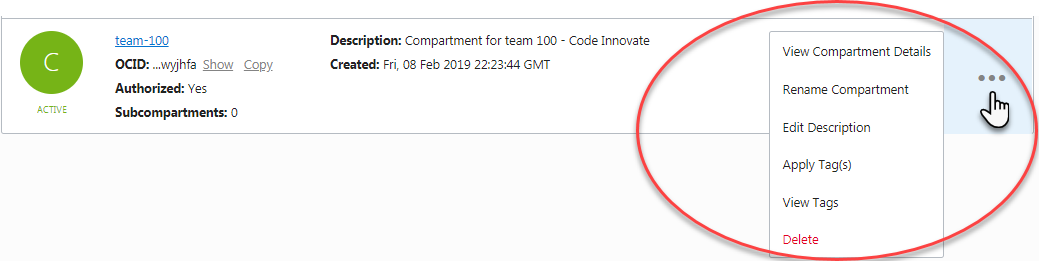 C
ACTIVE
team-100
OCID: ...wyjhfa Show Copy
Authorized: Yes
Subcompartments: 0
Description: Compartment for team 100 - Code Innovate
Created: Fri, 08 Feb 2019 22:23:44 GMT
View Compartment Details
Rename Compartment
Edit Description
Apply Tag(s)
View Tags
Delete